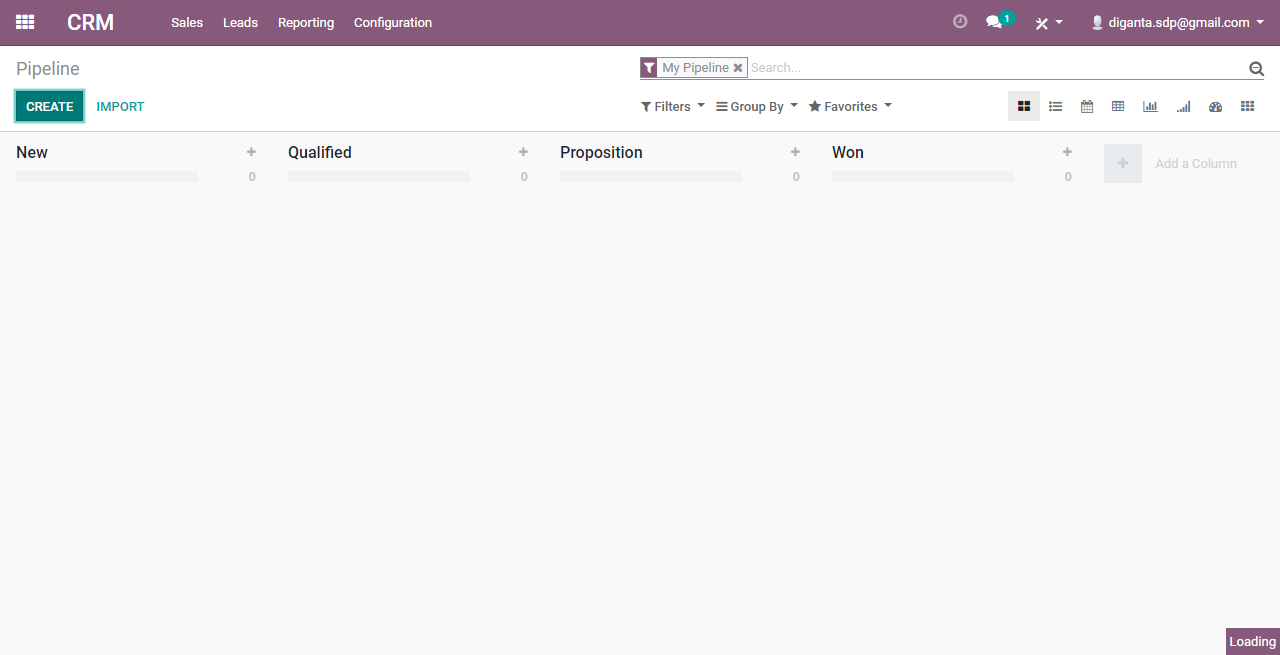 CRM Sales Leads Reporting Configuration 1 diganta.sdp@gmail.com
Pipeline My Pipeline Search...
CREATE IMPORT Filters Group By Favorites
New Qualified Proposition Won Add a Column
0 0 0 0
Loading